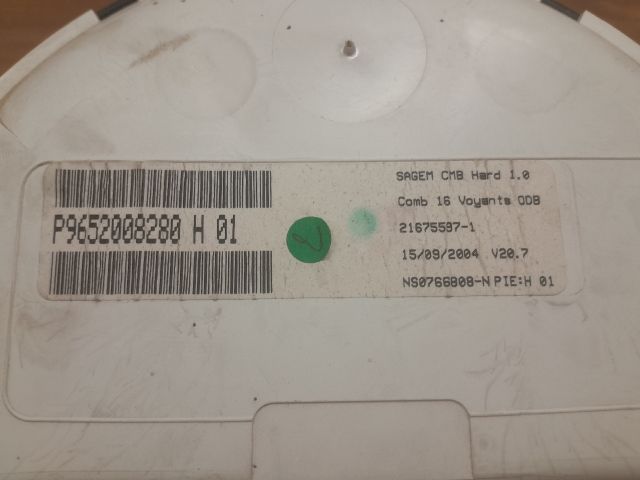 P9652008280 H 01
SAGEM CMB Hard 1.0
Comb 16 Voyants ODB
21675597-1
15/09/2004 V20.7
NS0766808-N PIE:H 01
2